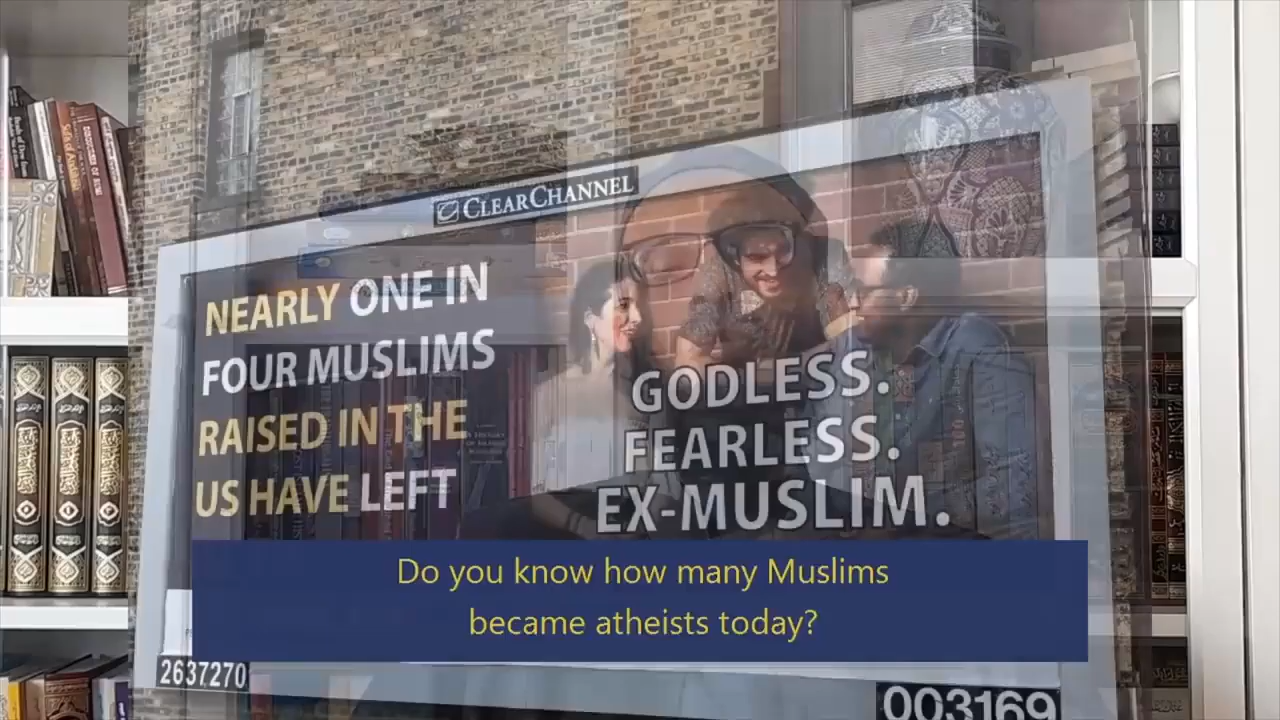 CLEARCHANNEL
NEARLY ONE IN
FOUR MUSLIMS
RAISED IN THE
US HAVE LEFT
GODLESS.
FEARLESS.
EX-MUSLIM.
Do you know how many Muslims
became atheists today?
2637270
003169